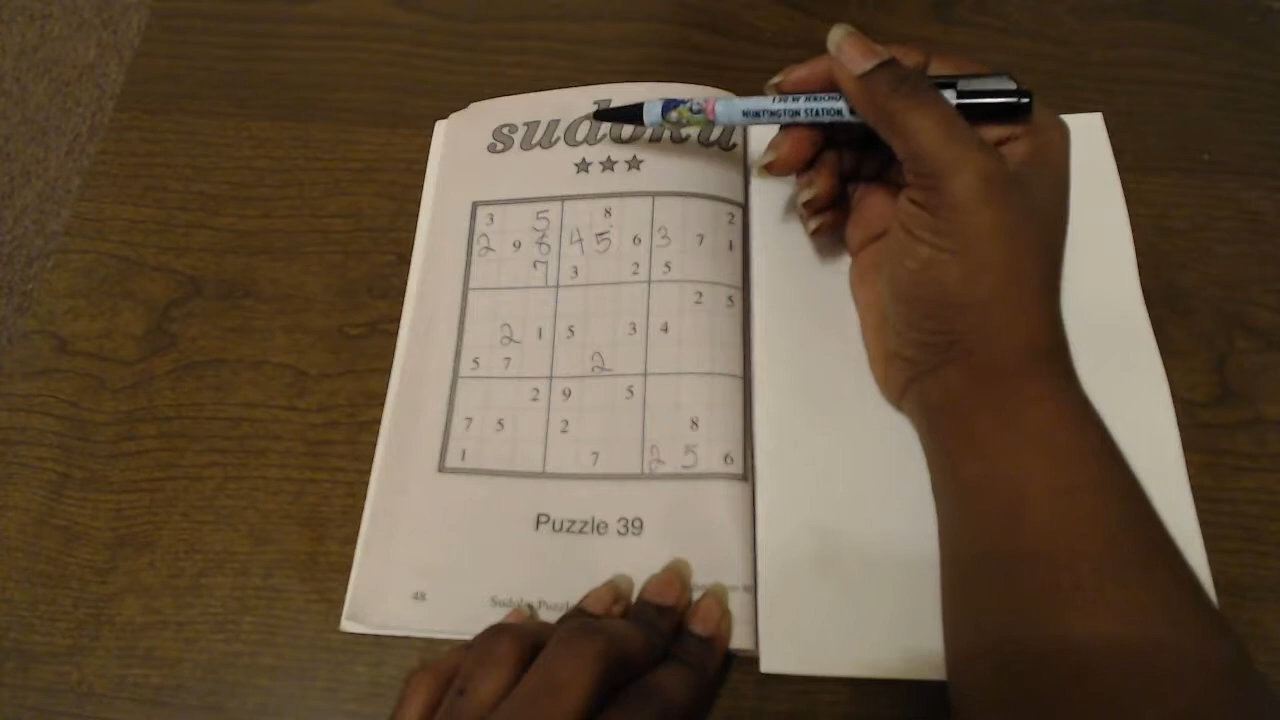 sudoku
HUNTINGTON STATION,
3 5 8 2
2 9 8 4 5 6 3 7 1
7 3 2 5
2 5
2 1 5 3 4
5 7 2
2 9 5
7 5 2 8
1 7 2 5 6
Puzzle 39
48